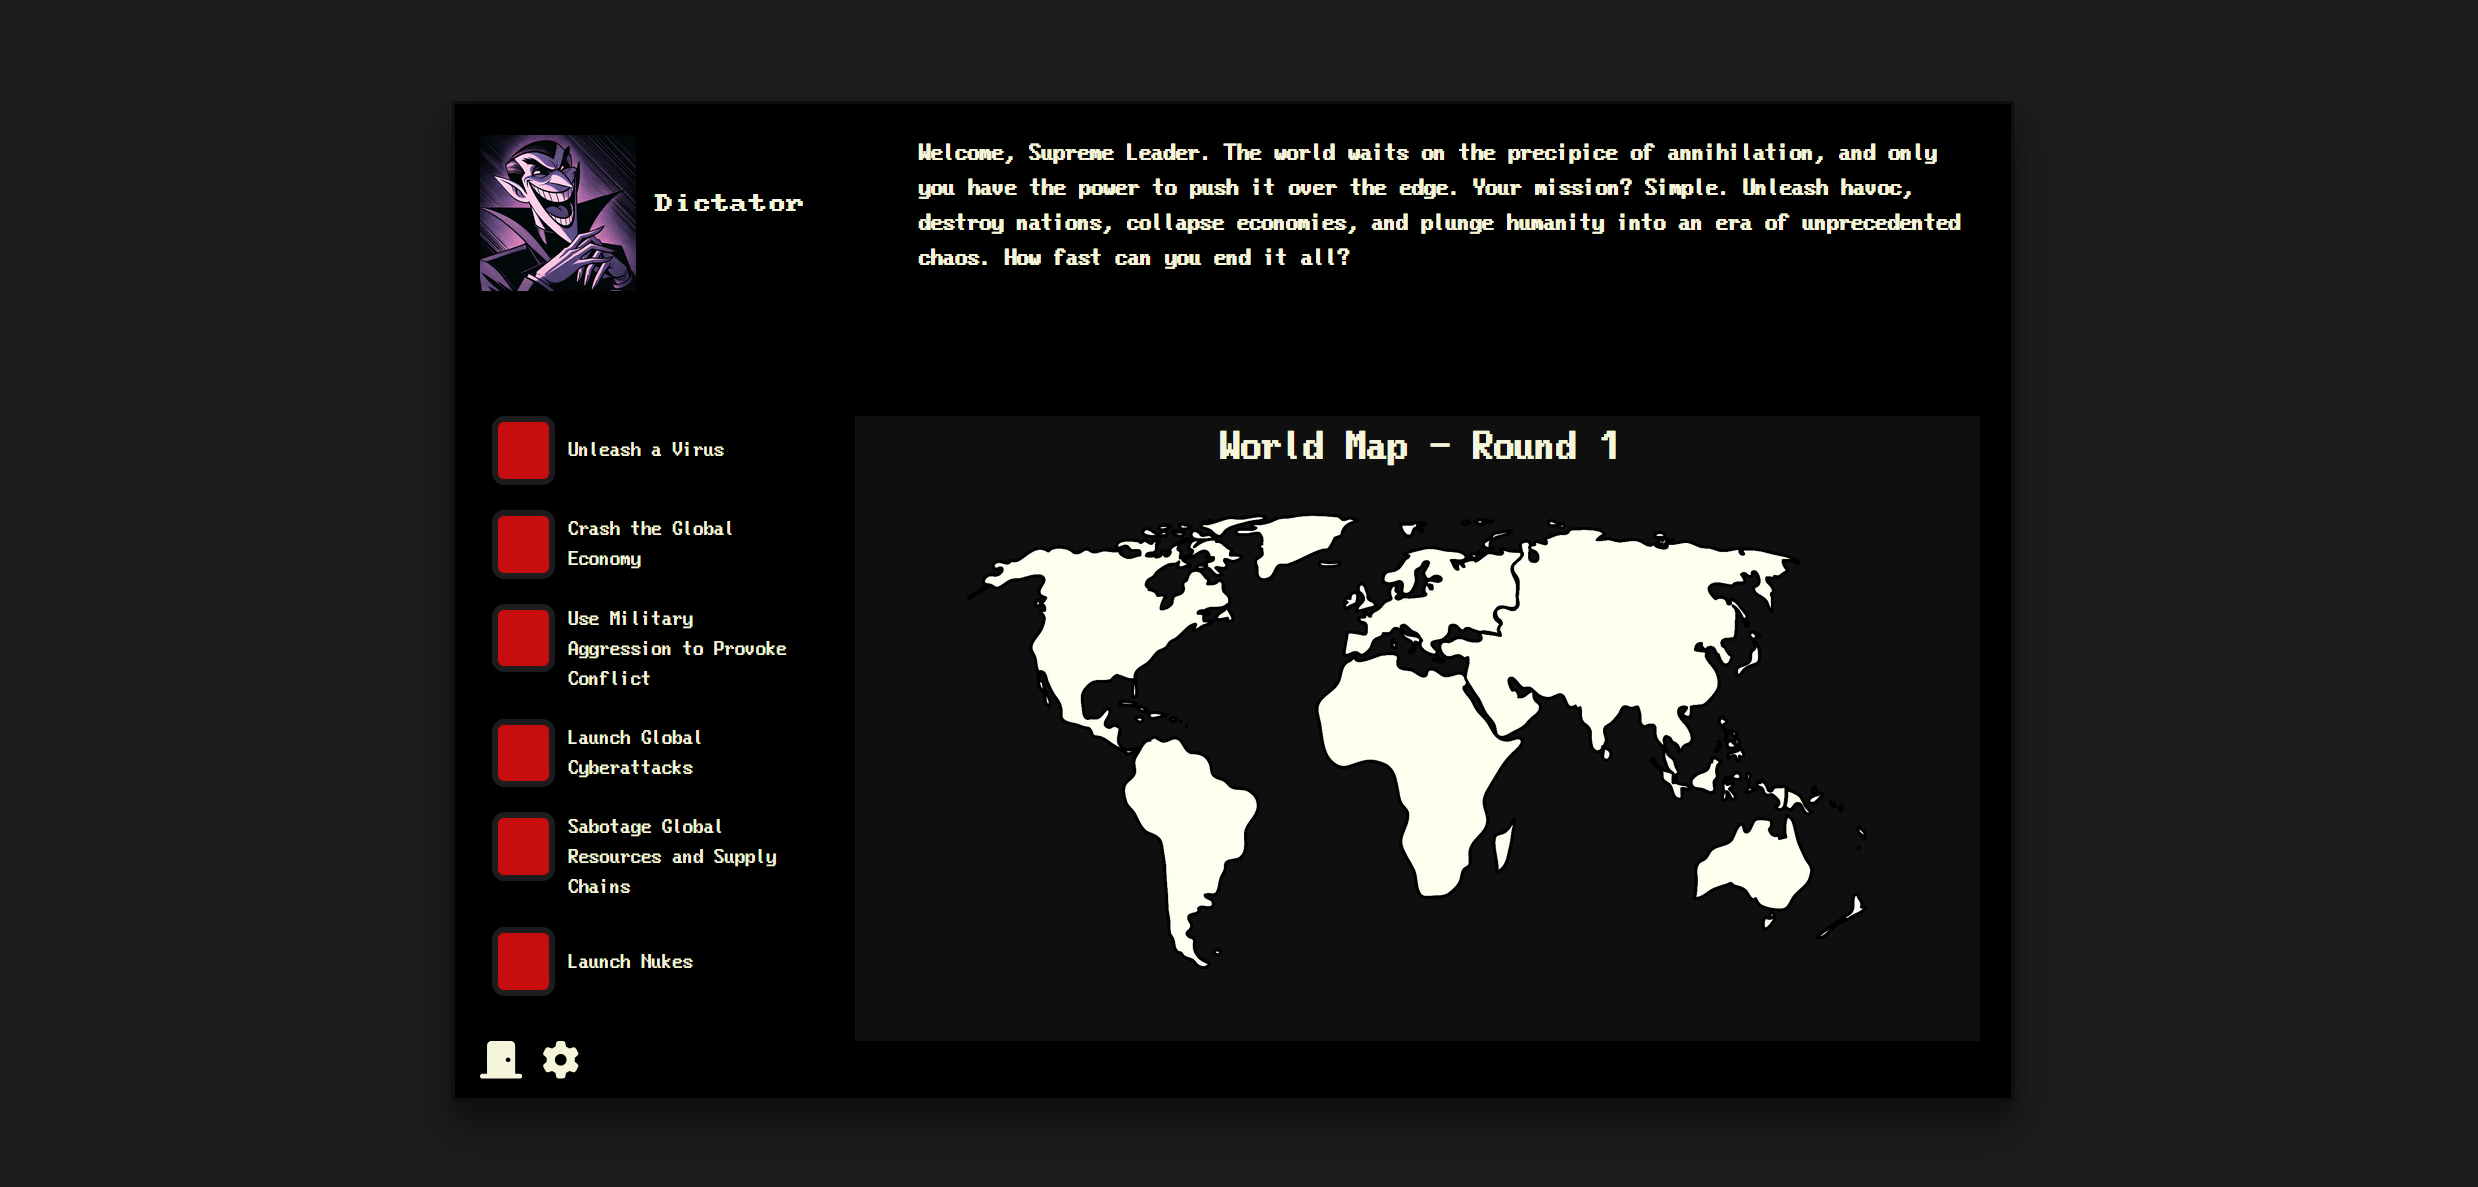 Dictator
Welcome, Supreme Leader. The world waits on the precipice of annihilation, and only
you have the power to push it over the edge. Your mission? Simple. Unleash havoc,
destroy nations, collapse economies, and plunge humanity into an era of unprecedented
chaos. How fast can you end it all?
Unleash a Virus
Crash the Global
Economy
Use Military
Aggression to Provoke
Conflict
Launch Global
Cyberattacks
Sabotage Global
Resources and Supply
Chains
Launch Nukes
World Map - Round 1